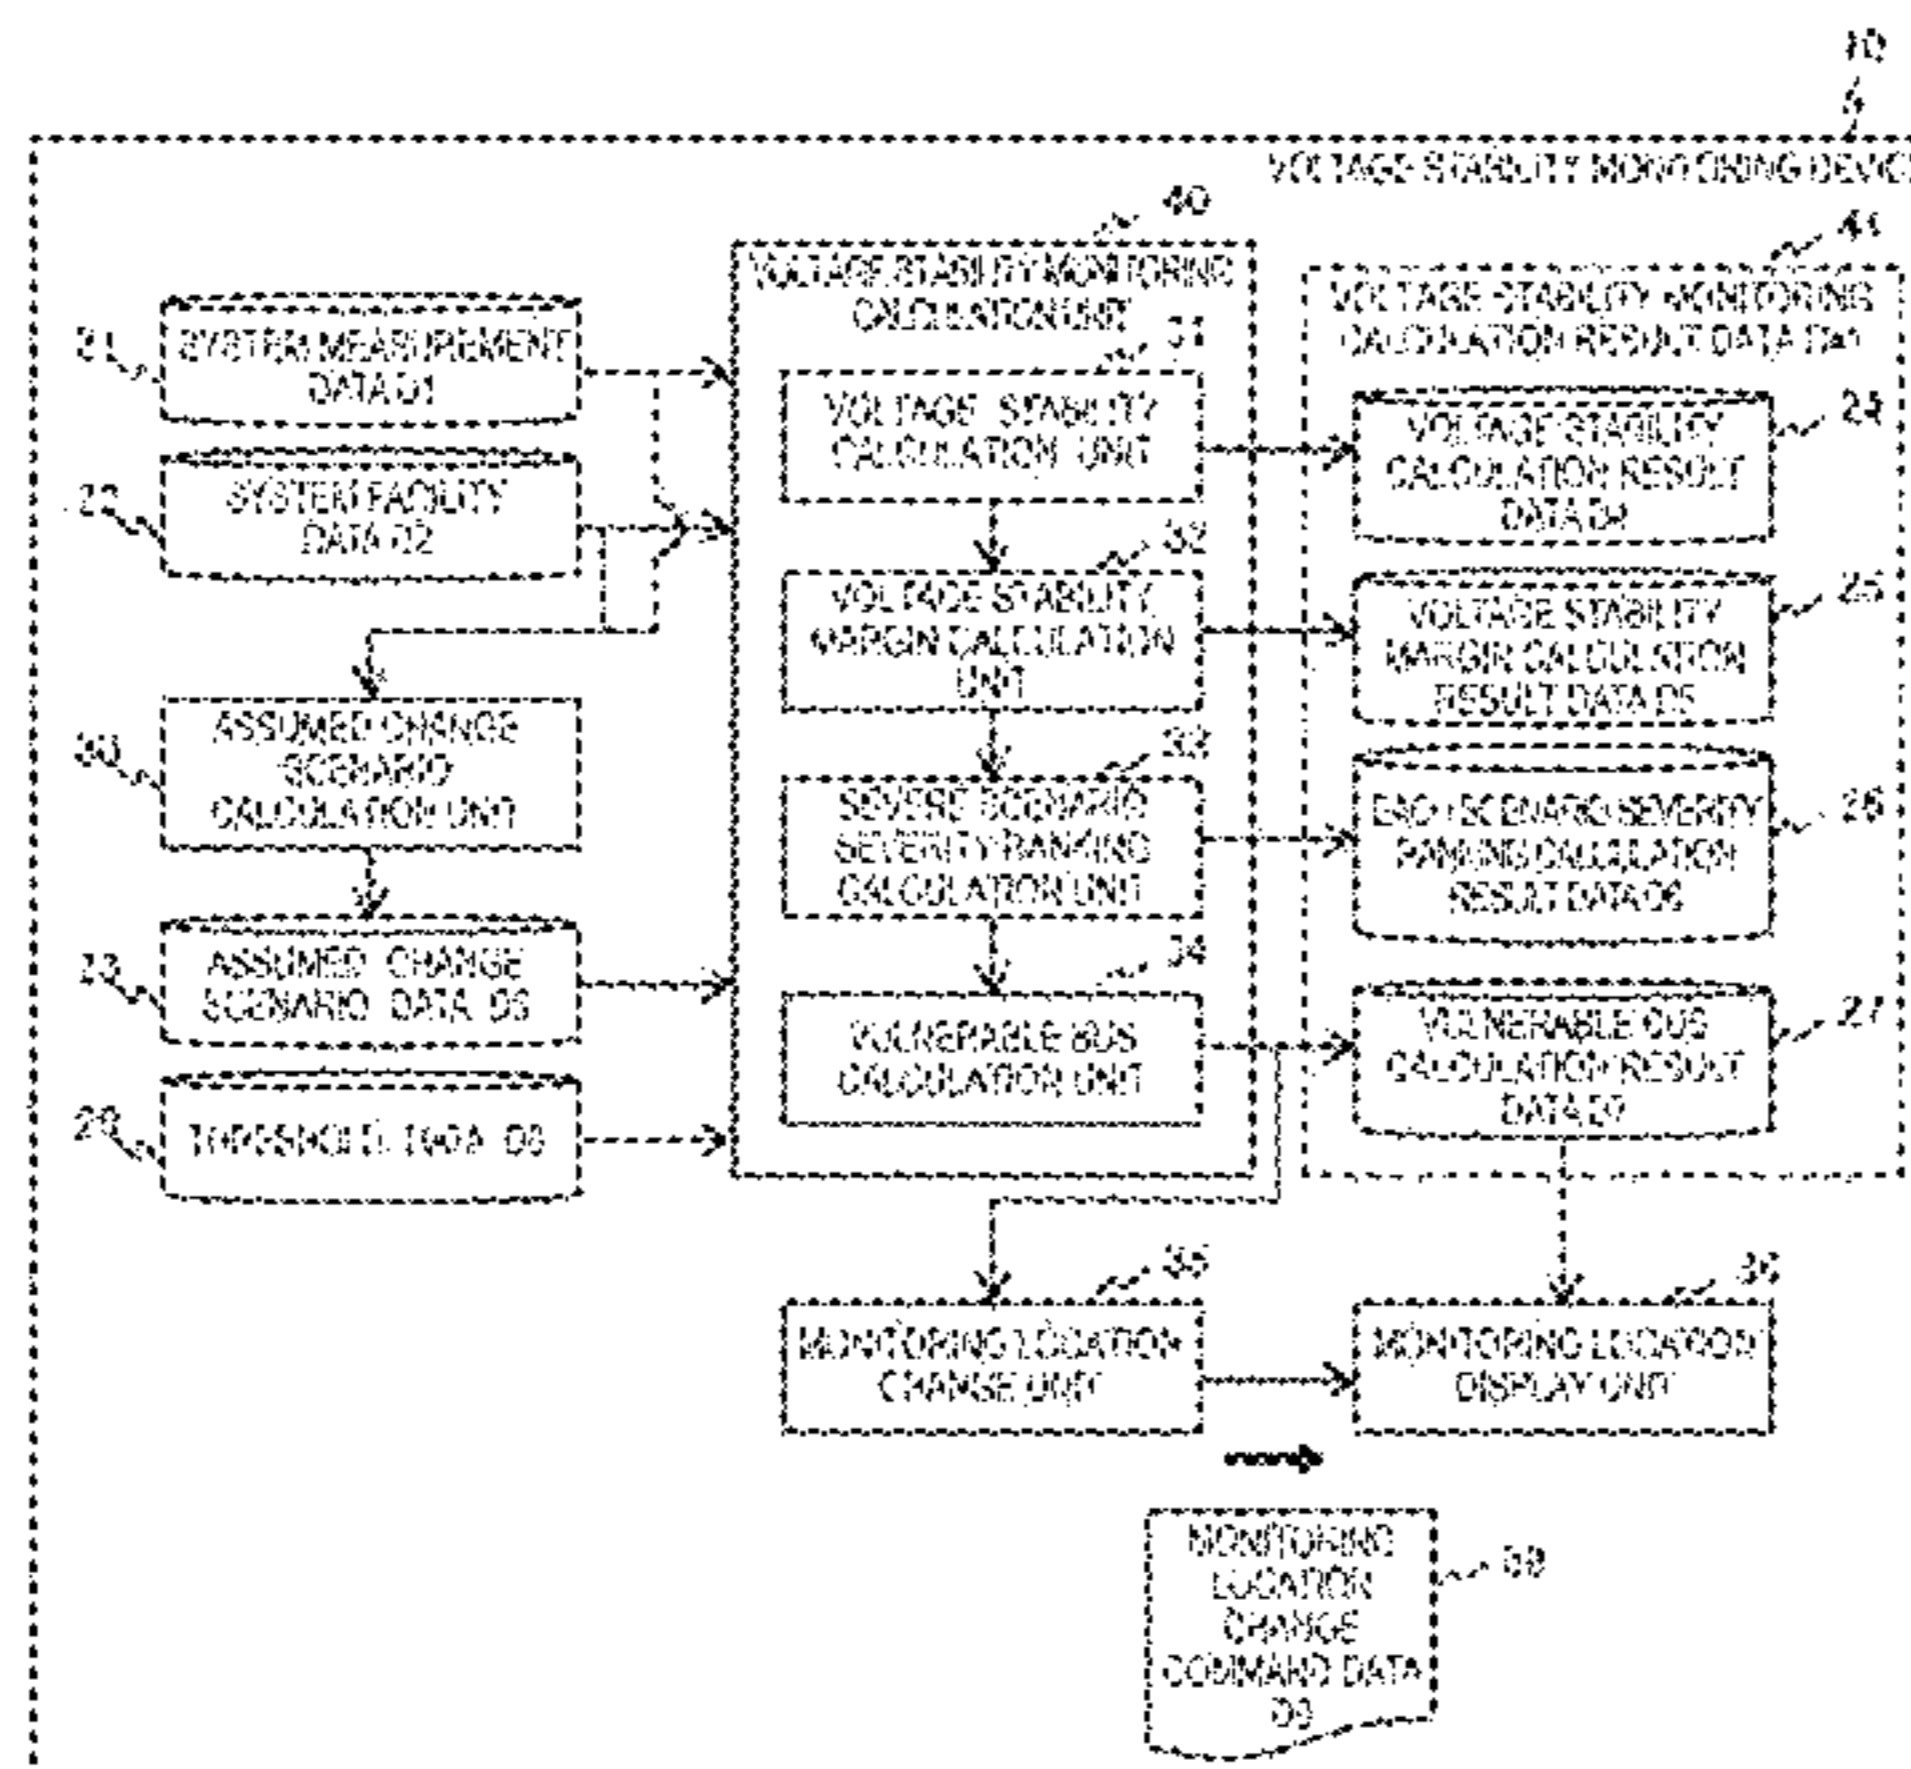 10
VOLTAGE STABILITY MONITORING DEVICE
40
41
VOLTAGE STABILITY MONITORING
CALCULATION UNIT
VOLTAGE STABILITY MONITORING
CALCULATION RESULT DATA D41
21
SYSTEM MEASUREMENT
DATA D1
22
SYSTEM FACILITY
DATA D2
30
ASSUMED CHANGE
SCENARIO
CALCULATION UNIT
23
ASSUMED CHANGE
SCENARIO DATA D3
THRESHOLD
31
VOLTAGE STABILITY
CALCULATION UNIT
32
VOLTAGE STABILITY
MARGIN CALCULATION
UNIT
33
SEVERE SCENARIO
SEVERITY RANKING
CALCULATION UNIT
34
VULNERABLE BUS
CALCULATION UNIT
24
VOLTAGE STABILITY
CALCULATION RESULT
DATA D4
25
VOLTAGE STABILITY
MARGIN CALCULATION
RESULT DATA D5
26
EACH SCENARIO SEVERITY
RANKING CALCULATION
RESULT DATA D6
27
VULNERABLE BUS
CALCULATION RESULT
DATA D7
35
MONITORING LOCATION
CHANGE UNIT
36
MONITORING LOCATION
DISPLAY UNIT
MONITORING
LOCATION
CHANGE
COMMAND DATA